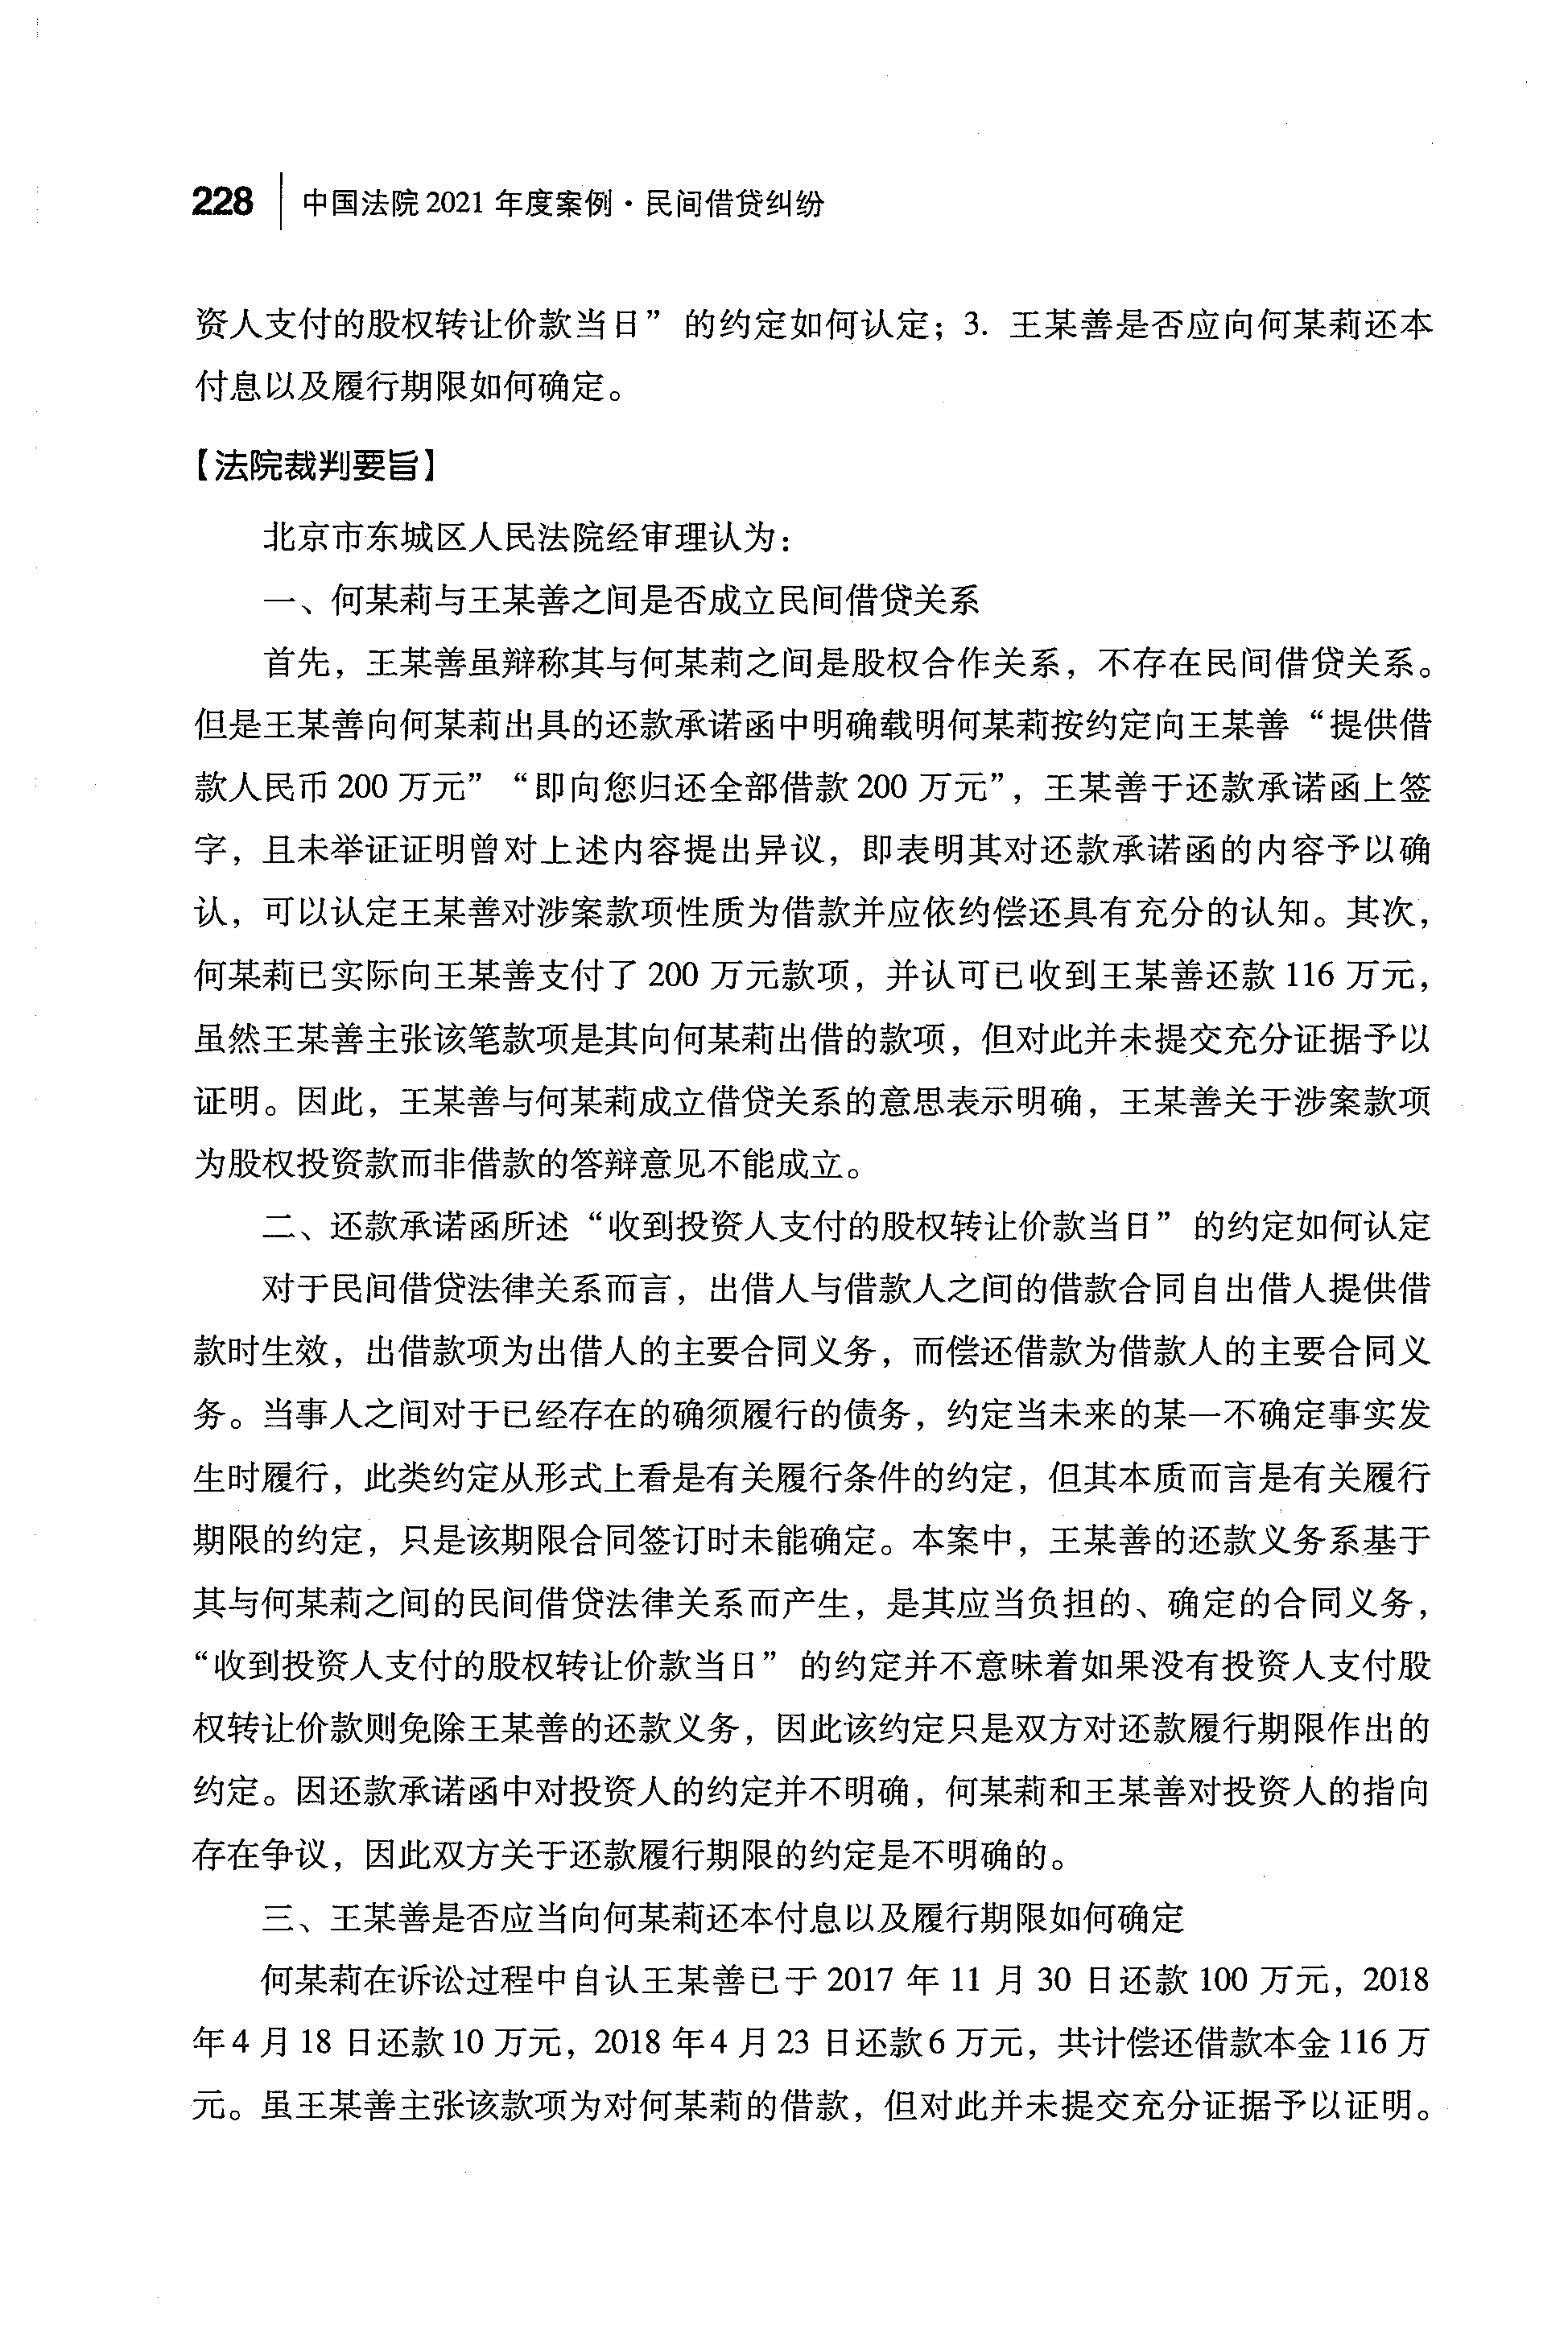 228 中国法院2021年度案例·民间借贷纠纷
资人支付的股权转让价款当日”的约定如何认定；3. 王某善是否应向何某莉还本
付息以及履行期限如何确定。
【法院裁判要旨】
北京市东城区人民法院经审理认为：
一、何某莉与王某善之间是否成立民间借贷关系
首先，王某善虽辩称其与何某莉之间是股权合作关系，不存在民间借贷关系。
但是王某善向何某莉出具的还款承诺函中明确载明何某莉按约定向王某善“提供借
款人民币200万元”“即向您归还全部借款200万元”，王某善于还款承诺函上签
字，且未举证证明曾对上述内容提出异议，即表明其对还款承诺函的内容予以确
认，可以认定王某善对涉案款项性质为借款并应依约偿还具有充分的认知。其次，
何某莉已实际向王某善支付了200万元款项，并认可已收到王某善还款116万元，
虽然王某善主张该笔款项是其向何某莉出借的款项，但对此并未提交充分证据予以
证明。因此，王某善与何某莉成立借贷关系的意思表示明确，王某善关于涉案款项
为股权投资款而非借款的答辩意见不能成立。
二、还款承诺函所述“收到投资人支付的股权转让价款当日”的约定如何认定
对于民间借贷法律关系而言，出借人与借款人之间的借款合同自出借人提供借
款时生效，出借款项为出借人的主要合同义务，而偿还借款为借款人的主要合同义
务。当事人之间对于已经存在的确须履行的债务，约定当未来的某一不确定事实发
生时履行，此类约定从形式上看是有关履行条件的约定，但其本质而言是有关履行
期限的约定，只是该期限合同签订时未能确定。本案中，王某善的还款义务系基于
其与何某莉之间的民间借贷法律关系而产生，是其应当负担的、确定的合同义务，
“收到投资人支付的股权转让价款当日”的约定并不意味着如果没有投资人支付股
权转让价款则免除王某善的还款义务，因此该约定只是双方对还款履行期限作出的
约定。因还款承诺函中对投资人的约定并不明确，何某莉和王某善对投资人的指向
存在争议，因此双方关于还款履行期限的约定是不明确的。
三、王某善是否应当向何某莉还本付息以及履行期限如何确定
何某莉在诉讼过程中自认王某善已于2017年11月30日还款100万元，2018
年4月18日还款10万元，2018年4月23日还款6万元，共计偿还借款本金116万
元。虽王某善主张该款项为对何某莉的借款，但对此并未提交充分证据予以证明。